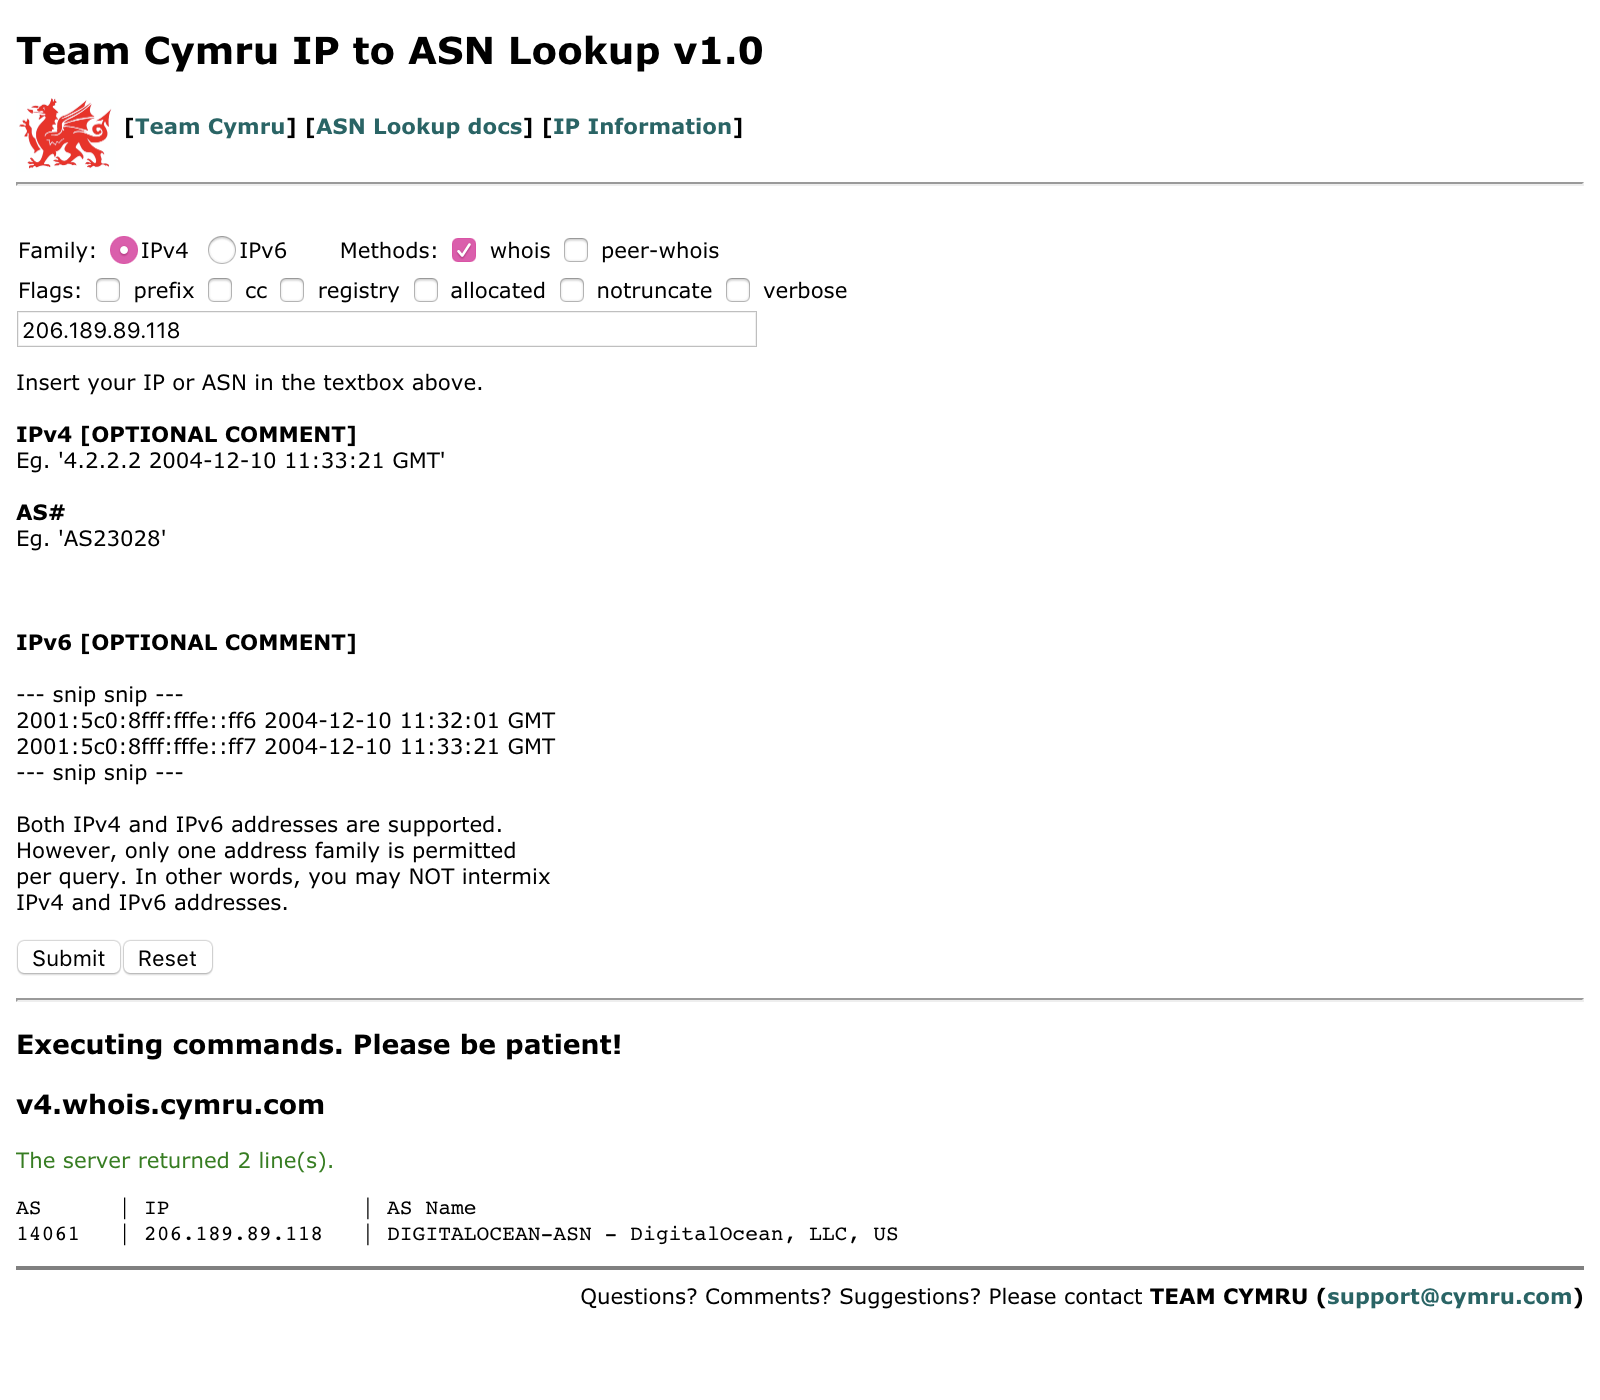 Team Cymru IP to ASN Lookup v1.0
[Team Cymru] [ASN Lookup docs] [IP Information]
Family: IPv4 IPv6 Methods: whois peer-whois
Flags: prefix cc registry allocated notruncate verbose
206.189.89.118
Insert your IP or ASN in the textbox above.
IPv4 [OPTIONAL COMMENT]
Eg. '4.2.2.2 2004-12-10 11:33:21 GMT'
AS#
Eg. 'AS23028'
IPv6 [OPTIONAL COMMENT]
--- snip snip ---
2001:5c0:8fff:fffe::ff6 2004-12-10 11:32:01 GMT
2001:5c0:8fff:fffe::ff7 2004-12-10 11:33:21 GMT
--- snip snip ---
Both IPv4 and IPv6 addresses are supported.
However, only one address family is permitted
per query. In other words, you may NOT intermix
IPv4 and IPv6 addresses.
Submit Reset
Executing commands. Please be patient!
v4.whois.cymru.com
The server returned 2 line(s).
AS | IP | AS Name
14061 | 206.189.89.118 | DIGITALOCEAN-ASN - DigitalOcean, LLC, US
Questions? Comments? Suggestions? Please contact TEAM CYMRU (support@cymru.com)